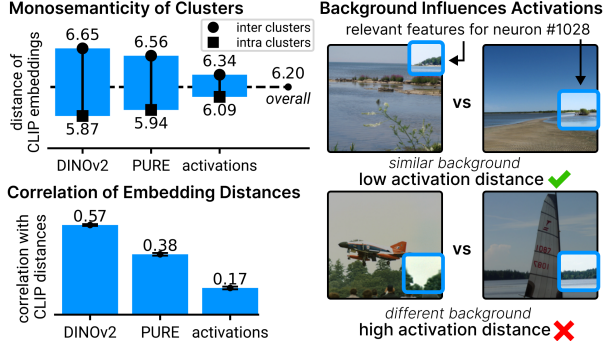 Monosemanticity of Clusters
inter clusters
intra clusters
distance of
CLIP embeddings
6.65
6.56
6.34
6.20
overall
5.87
5.94
6.09
DINOv2
PURE
activations
Correlation of Embedding Distances
correlation with
CLIP distances
0.57
0.38
0.17
DINOv2
PURE
activations
Background Influences Activations
relevant features for neuron #1028
vs
similar background
low activation distance
vs
different background
high activation distance